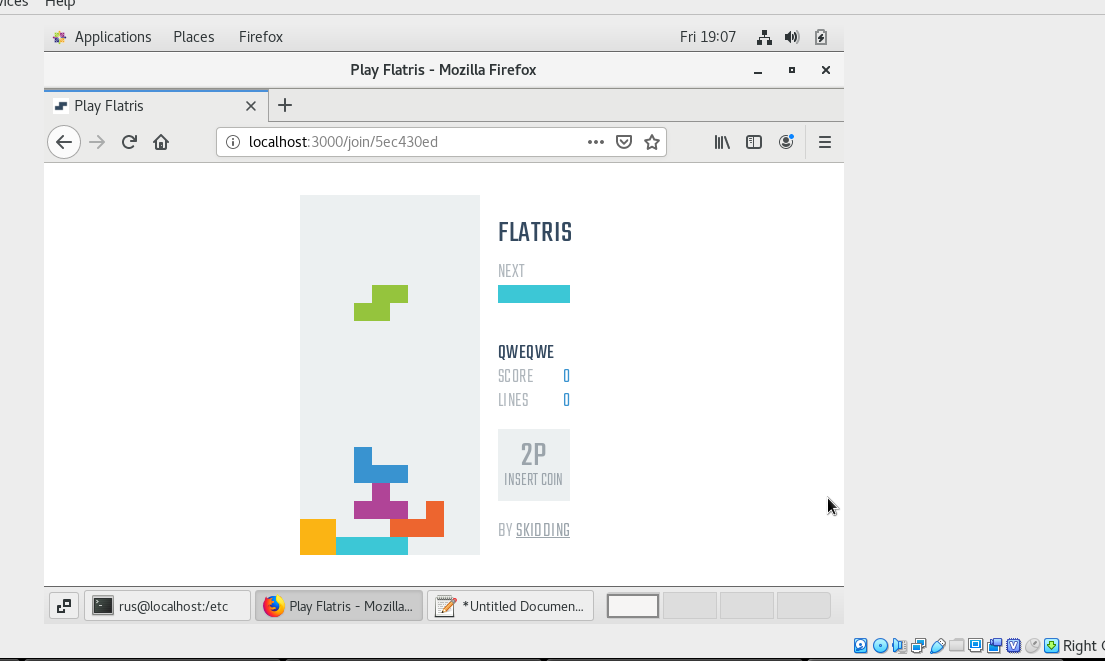 Help
Applications Places Firefox Fri 19:07
Play Flatris - Mozilla Firefox
Play Flatris
localhost:3000/join/5ec430ed
FLATRIS
NEXT
QWEQWE
SCORE 0
LINES 0
2P
INSERT COIN
BY SKIDDING
rus@localhost:/etc Play Flatris - Mozilla... *Untitled Documen...
Right